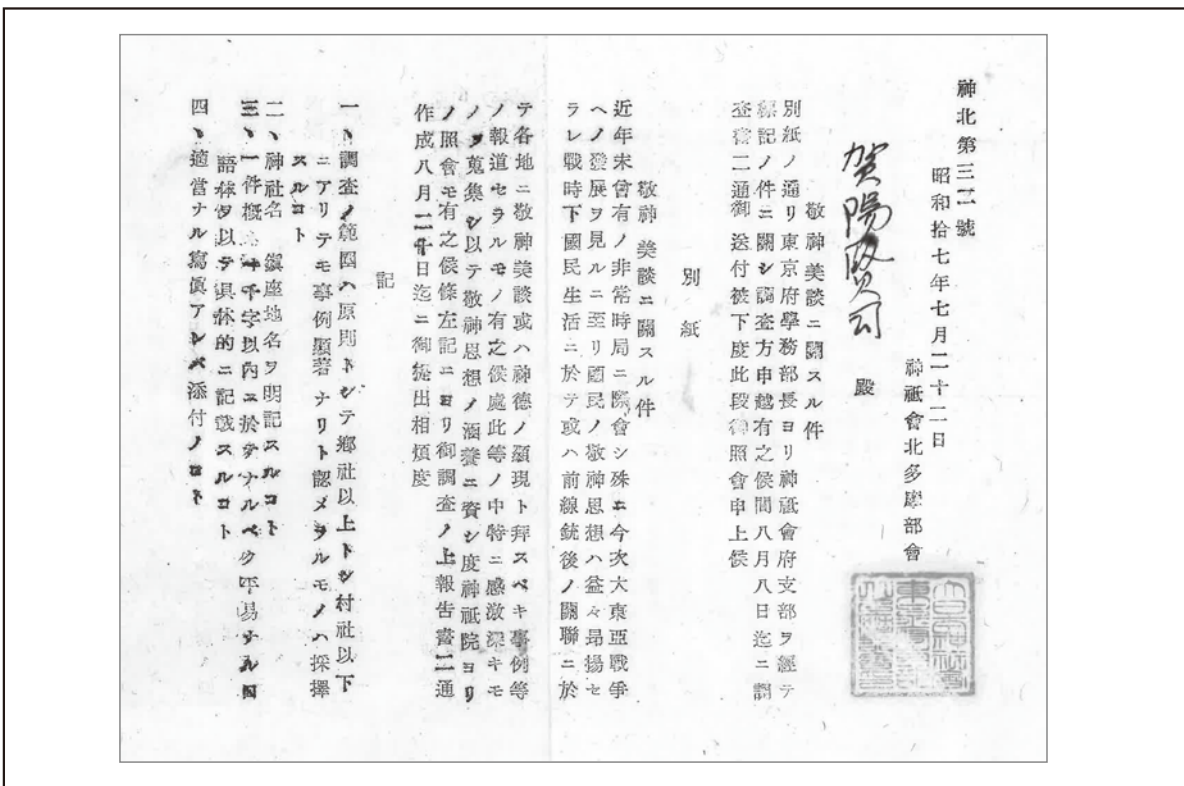 神北第三二號
昭和拾七年七月二十二日
神祇會北多摩部會
賀陽賢司 殿
敬神美談ニ關スル件
別紙ノ通リ東京府學務部長ヨリ神祇會府支部ヲ經テ
標記ノ件ニ關シ調査方申越有之候間八月八日迄ニ調
査書二通御送付被下度此段御照會申上候
別紙
敬神美談ニ關スル件
近年未曾有ノ非常時局ニ際會シ殊ニ今次大東亞戰爭
ヘノ發展ヲ見ルニ至リ國民ノ敬神思想ハ益々昂揚セ
ラレ戰時下國民生活ニ於テ或ハ前線銃後ノ關聯ニ於
テ各地ニ敬神美談或ハ神德ノ顯現ト拜スベキ事例等
ノ報道セラルモノ有之候處此等ノ中特ニ感激深キモ
ノヲ蒐集シ以テ敬神思想ノ涵養ニ資シ度神祇院ヨリ
ノ照會モ有之候條左記ニヨリ御調査ノ上報告書二通
作成八月二十日迄ニ御提出相煩度
記
一、調査ノ範圍ハ原則トシテ鄕社以上トシ村社以下
ニアリテモ事例顯著ナリト認メラルモノハ採擇
スルコト
二、神社名 鎭座地名ヲ明記スルコト
三、一件槪ネ一千字以內ニ於テナルベク平易ナル口
語体ヲ以テ具体的ニ記載スルコト
四、適當ナル寫眞アレバ添付ノコト